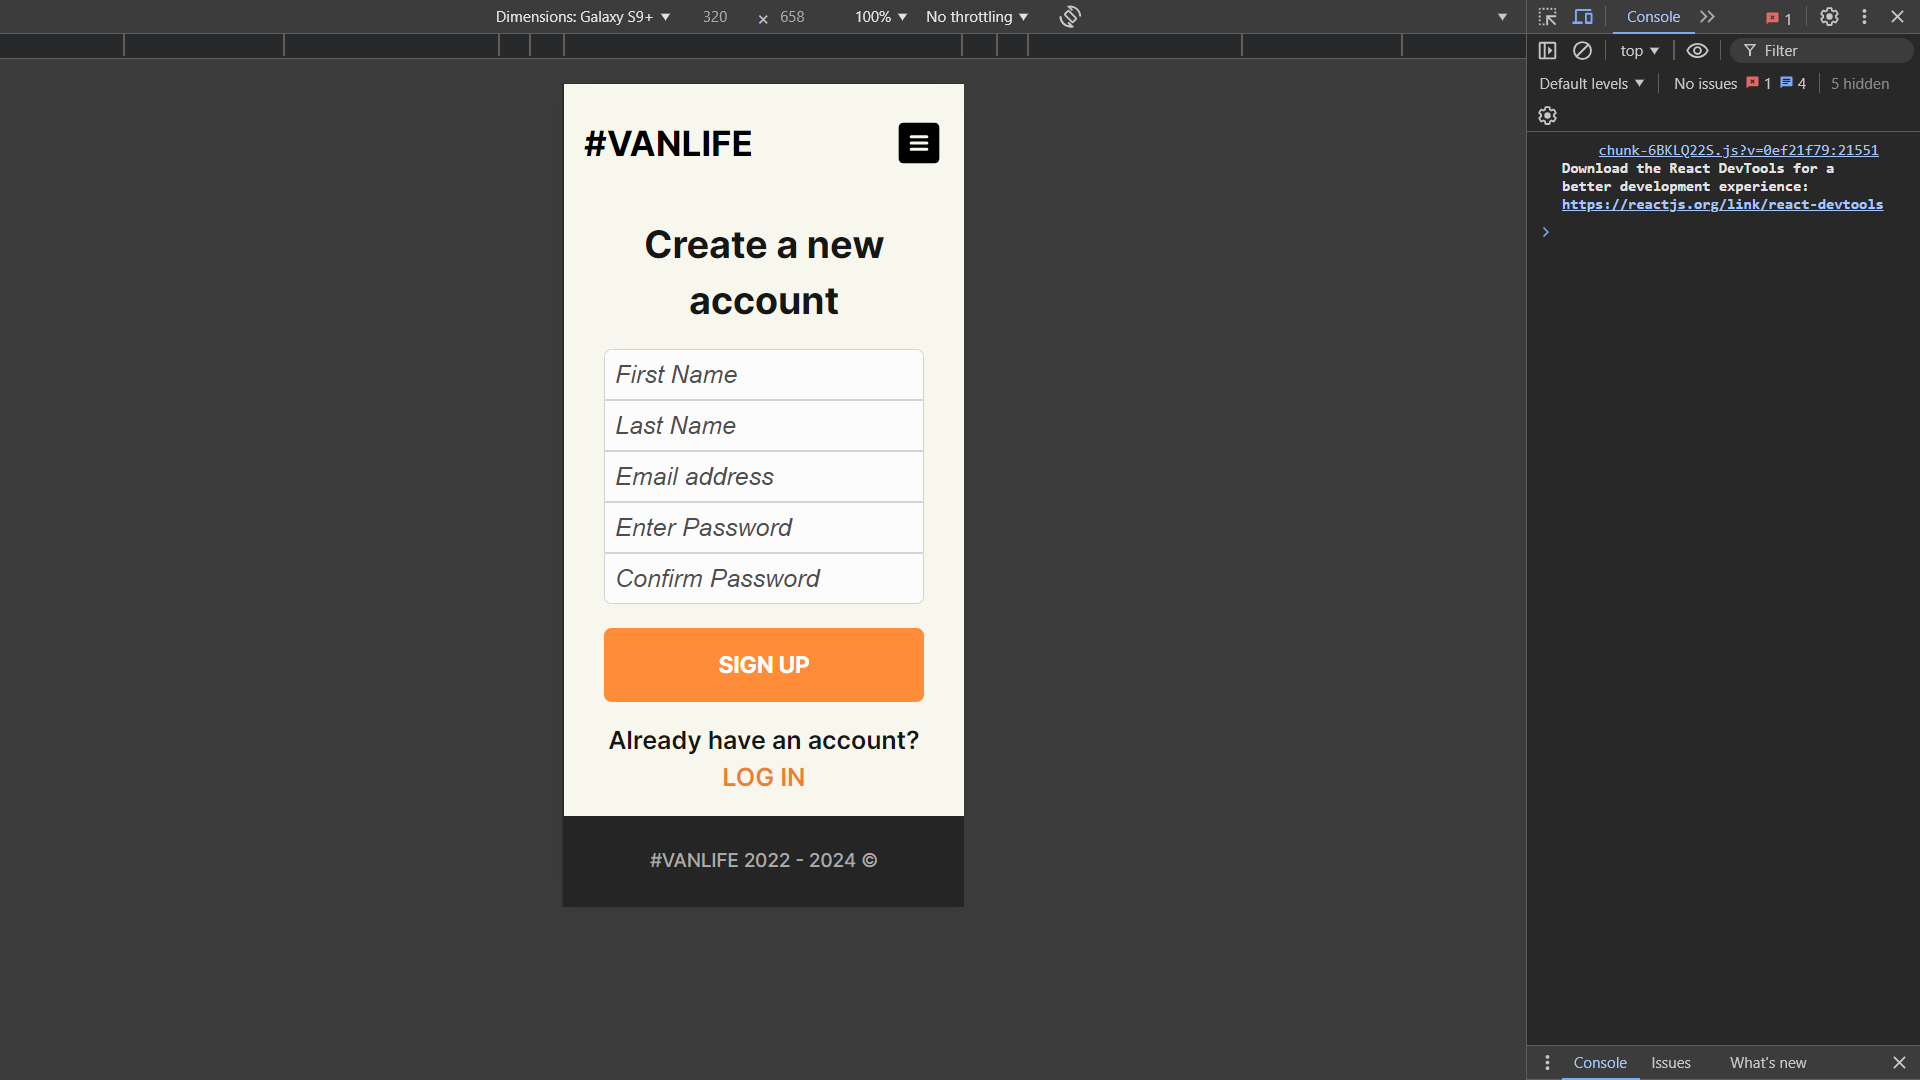 Dimensions: Galaxy S9+ 320 × 658 100% No throttling
Console 1
top Filter
Default levels No issues 1 4 5 hidden
chunk-6BKLQ22S.js?v=0ef21f79:21551
Download the React DevTools for a
better development experience:
https://reactjs.org/link/react-devtools
#VANLIFE
Create a new
account
First Name
Last Name
Email address
Enter Password
Confirm Password
SIGN UP
Already have an account?
LOG IN
#VANLIFE 2022 - 2024 ©
Console Issues What's new